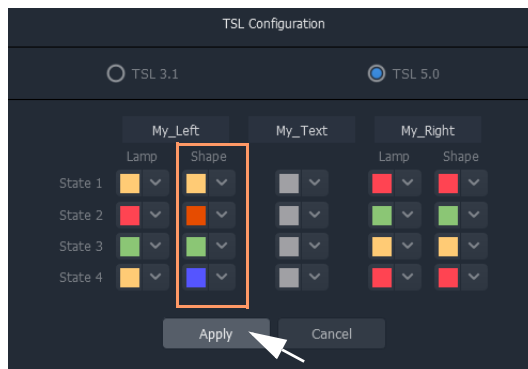 TSL Configuration
TSL 3.1 TSL 5.0
My_Left My_Text My_Right
Lamp Shape Lamp Shape
State 1
State 2
State 3
State 4
Apply Cancel